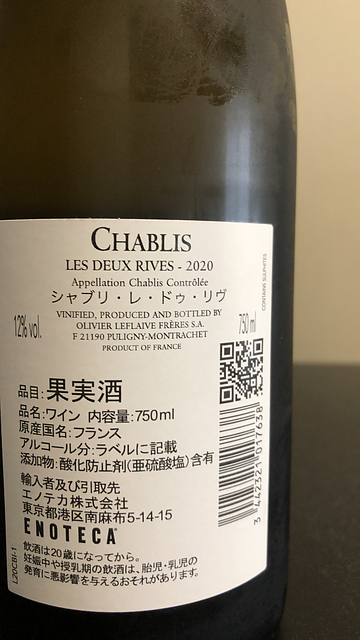 CHABLIS
LES DEUX RIVES - 2020
Appellation Chablis Contrôlée
シャブリ・レ・ドゥ・リヴ
12% vol.
VINIFIED, PRODUCED AND BOTTLED BY
OLIVIER LEFLAIVE FRÈRES S.A.
F 21190 PULIGNY-MONTRACHET
PRODUCT OF FRANCE
750 ml
CONTAINS SULPHITES
品目:果実酒
品名:ワイン 内容量:750ml
原産国名:フランス
アルコール分:ラベルに記載
添加物:酸化防止剤(亜硫酸塩)含有
輸入者及び引取先
エノテカ株式会社
東京都港区南麻布5-14-15
ENOTECA
飲酒は20歳になってから。
妊娠中や授乳期の飲酒は、胎児・乳児の
発育に悪影響を与えるおそれがあります。
3 442321 017638
L20CBI-1